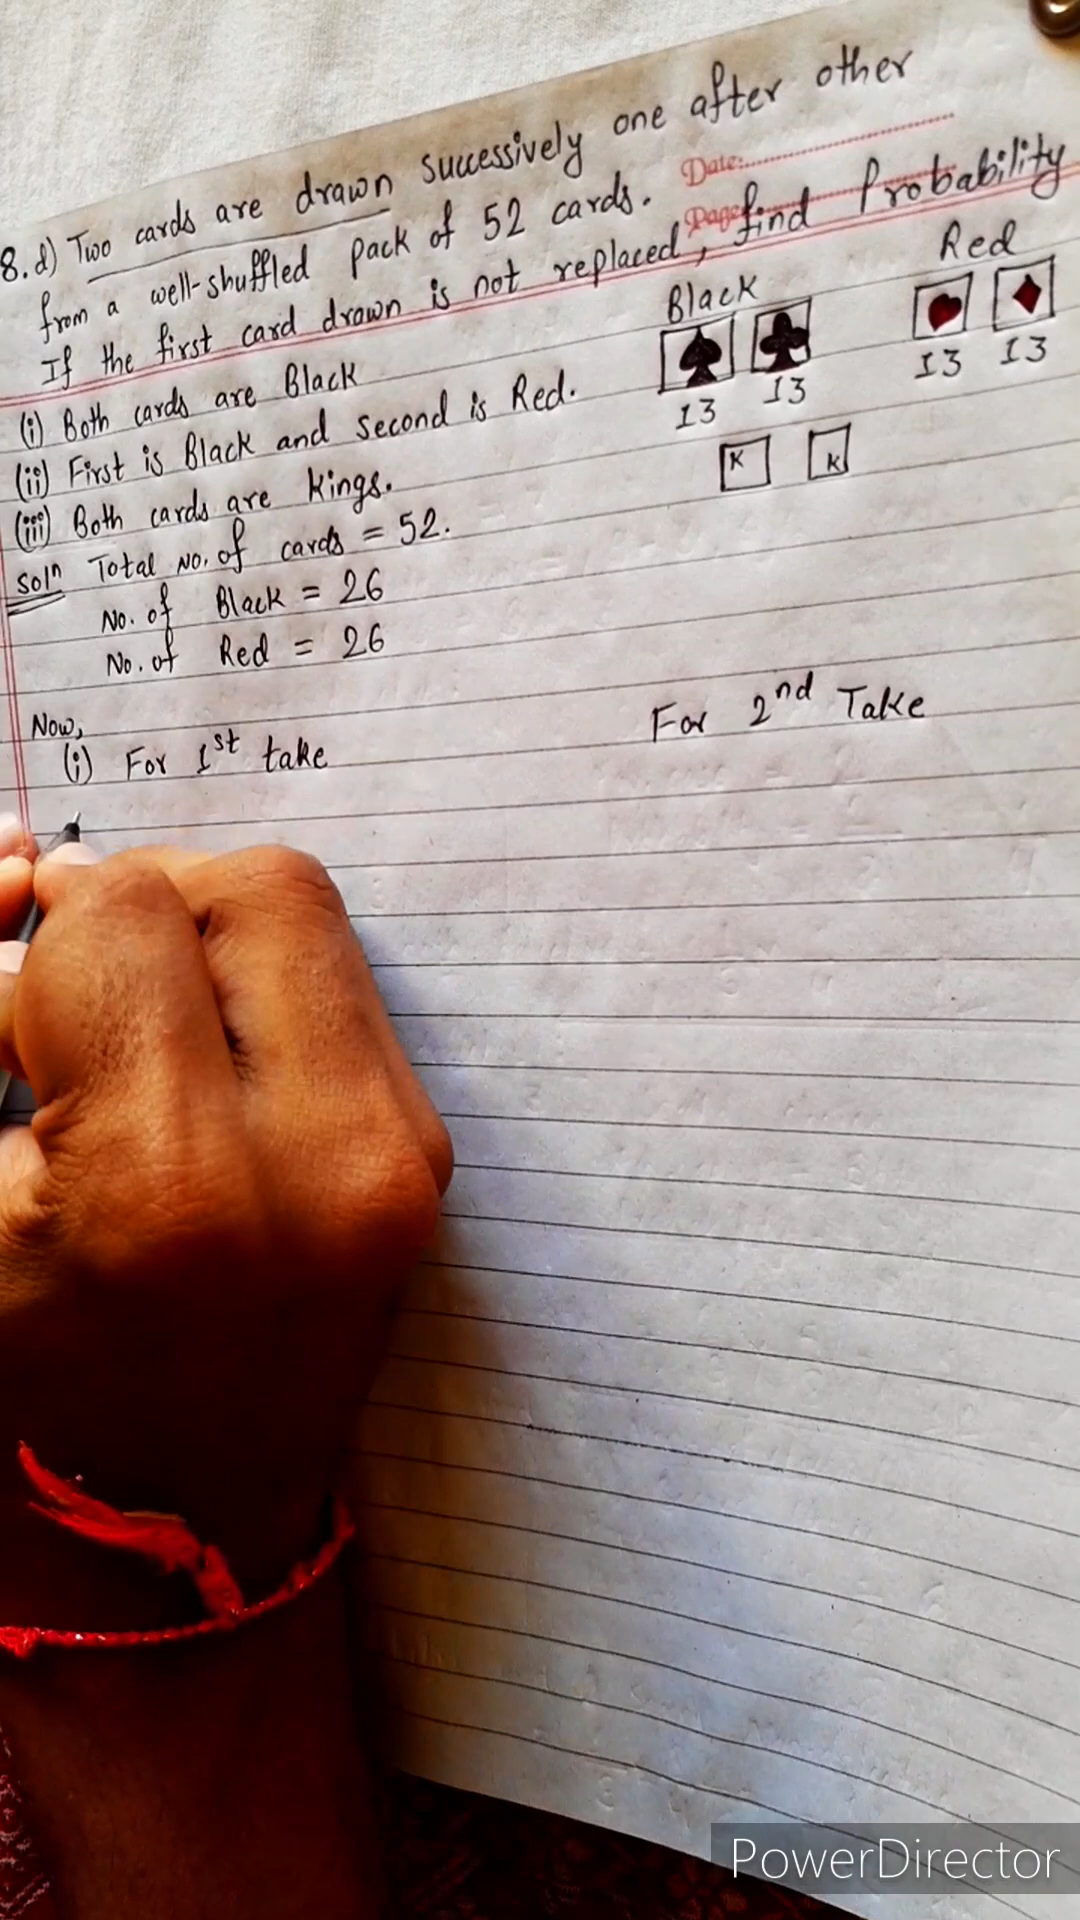 8. d) Two cards are drawn successively one after other
from a well-shuffled pack of 52 cards.
Date:
Page:
If the first card drawn is not replaced, find Probability
(i) Both cards are Black
(ii) First is Black and second is Red.
(iii) Both cards are Kings.
Black
Red
13 13
13 13
K K
Soln Total No. of cards = 52.
No. of Black = 26
No. of Red = 26
Now,
(i) For 1st take
For 2nd Take
PowerDirector